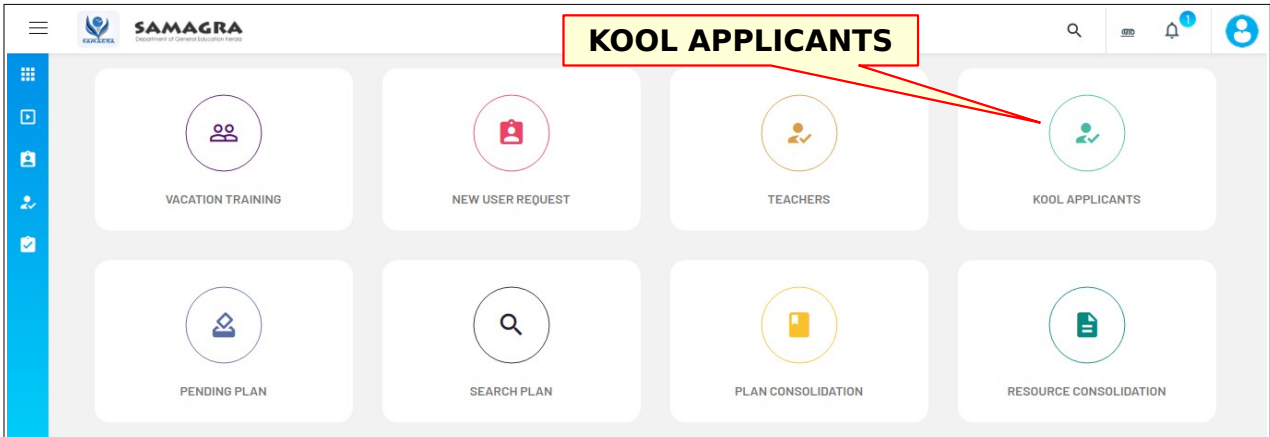 SAMAGRA
SAMAGRA
Department of General Education Kerala
KOOL APPLICANTS
1
VACATION TRAINING
NEW USER REQUEST
TEACHERS
KOOL APPLICANTS
PENDING PLAN
SEARCH PLAN
PLAN CONSOLIDATION
RESOURCE CONSOLIDATION